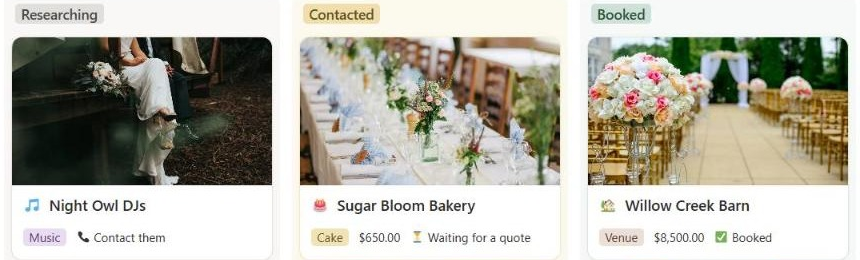 Researching
Night Owl DJs
Music Contact them
Contacted
Sugar Bloom Bakery
Cake $650.00 Waiting for a quote
Booked
Willow Creek Barn
Venue $8,500.00 Booked